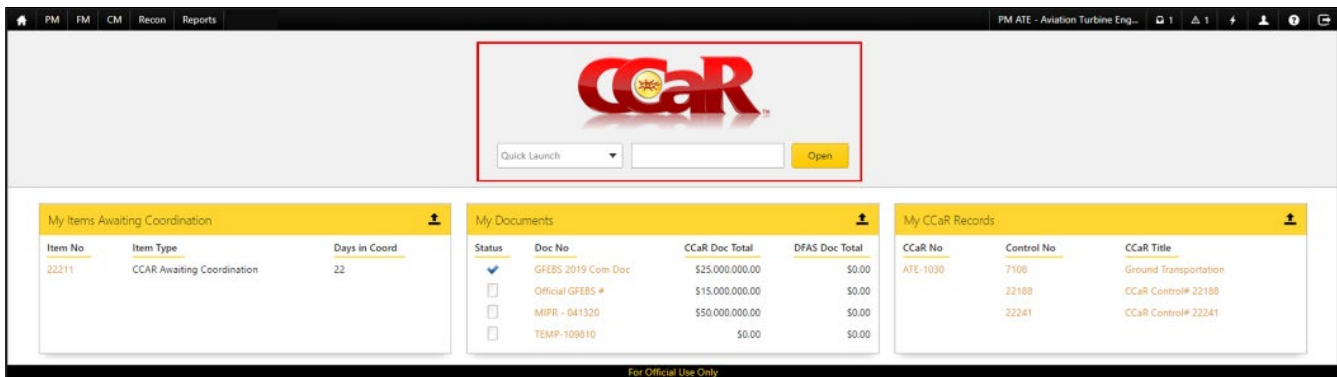 PM FM CM Recon Reports PM ATE - Aviation Turbine Eng... 1 1
CCaR TM
Quick Launch Open
My Items Awaiting Coordination
Item No Item Type Days in Coord
22211 CCAR Awaiting Coordination 22
My Documents
Status Doc No CCaR Doc Total DFAS Doc Total
GFEBS 2019 Com Doc $25,000,000.00 $0.00
Official GFEBS # $15,000,000.00 $0.00
MIPR - 041320 $50,000,000.00 $0.00
TEMP-109810 $0.00 $0.00
My CCaR Records
CCaR No Control No CCaR Title
ATE-1030 7108 Ground Transportation
22188 CCaR Control# 22188
22241 CCaR Control# 22241
For Official Use Only